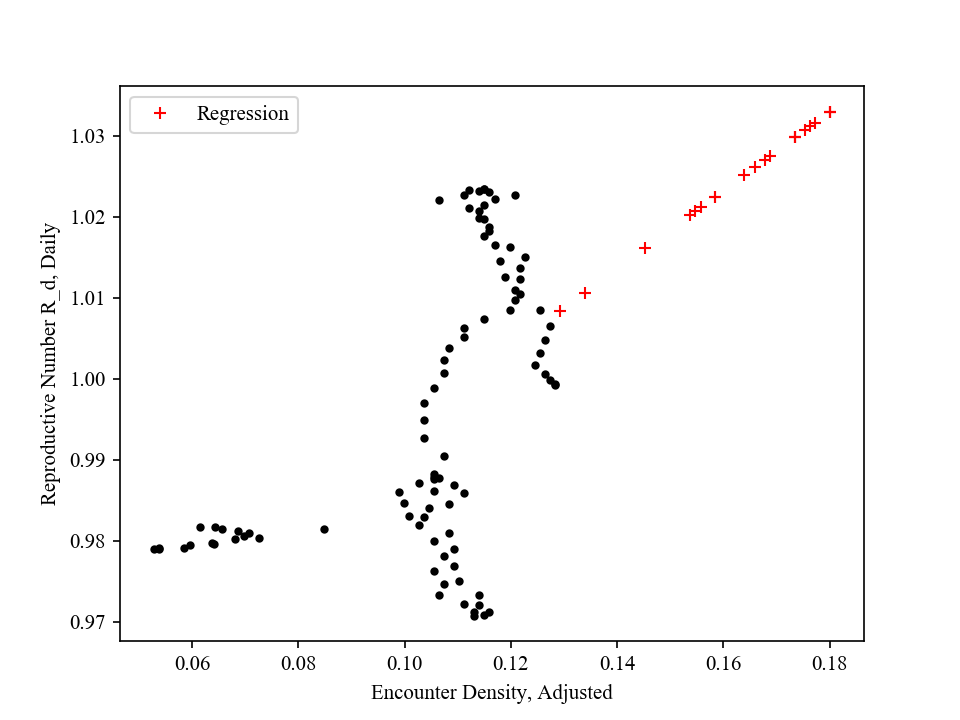 Regression
1.03
1.02
1.01
1.00
0.99
0.98
0.97
Reproductive Number R_d, Daily
0.06 0.08 0.10 0.12 0.14 0.16 0.18
Encounter Density, Adjusted